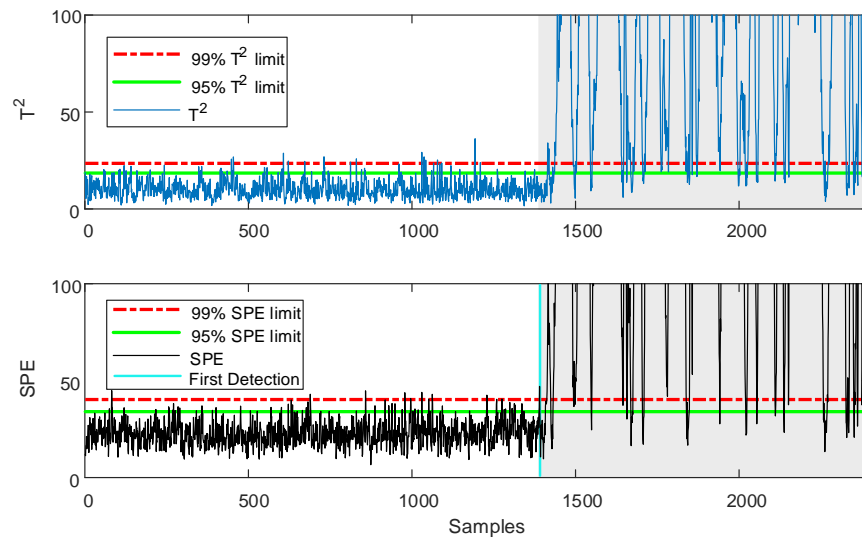 100
50
0
T²
99% T² limit
95% T² limit
T²
0
500
1000
1500
2000
100
50
0
SPE
99% SPE limit
95% SPE limit
SPE
First Detection
0
500
1000
1500
2000
Samples